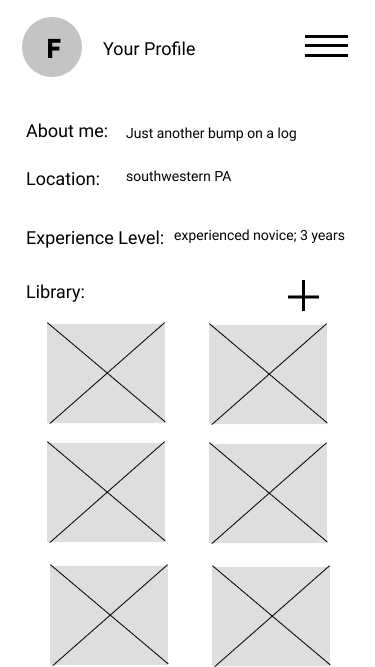 F
Your Profile
About me: Just another bump on a log
Location: southwestern PA
Experience Level: experienced novice; 3 years
Library: